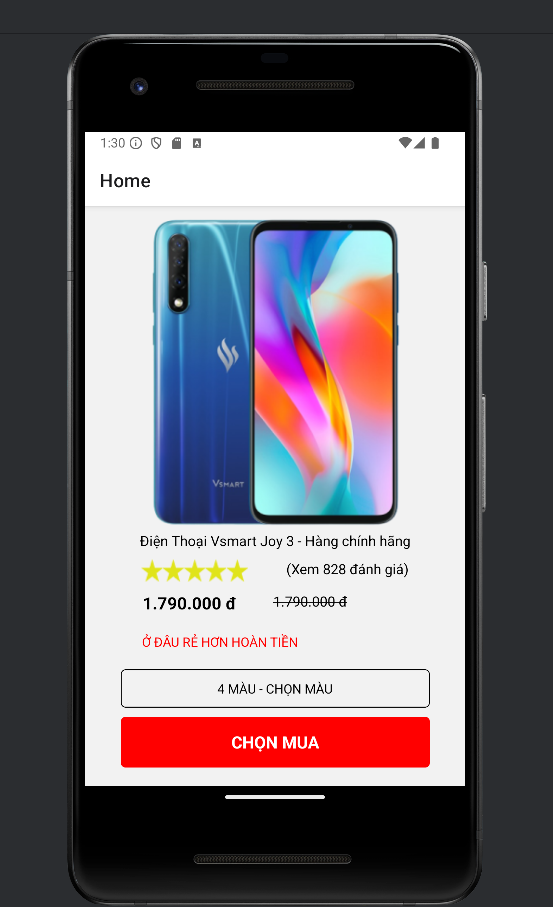 1:30
Home
VSMART
Điện Thoại Vsmart Joy 3 - Hàng chính hãng
(Xem 828 đánh giá)
1.790.000 đ 1.790.000 đ
Ở ĐÂU RẺ HƠN HOÀN TIỀN
4 MÀU - CHỌN MÀU
CHỌN MUA